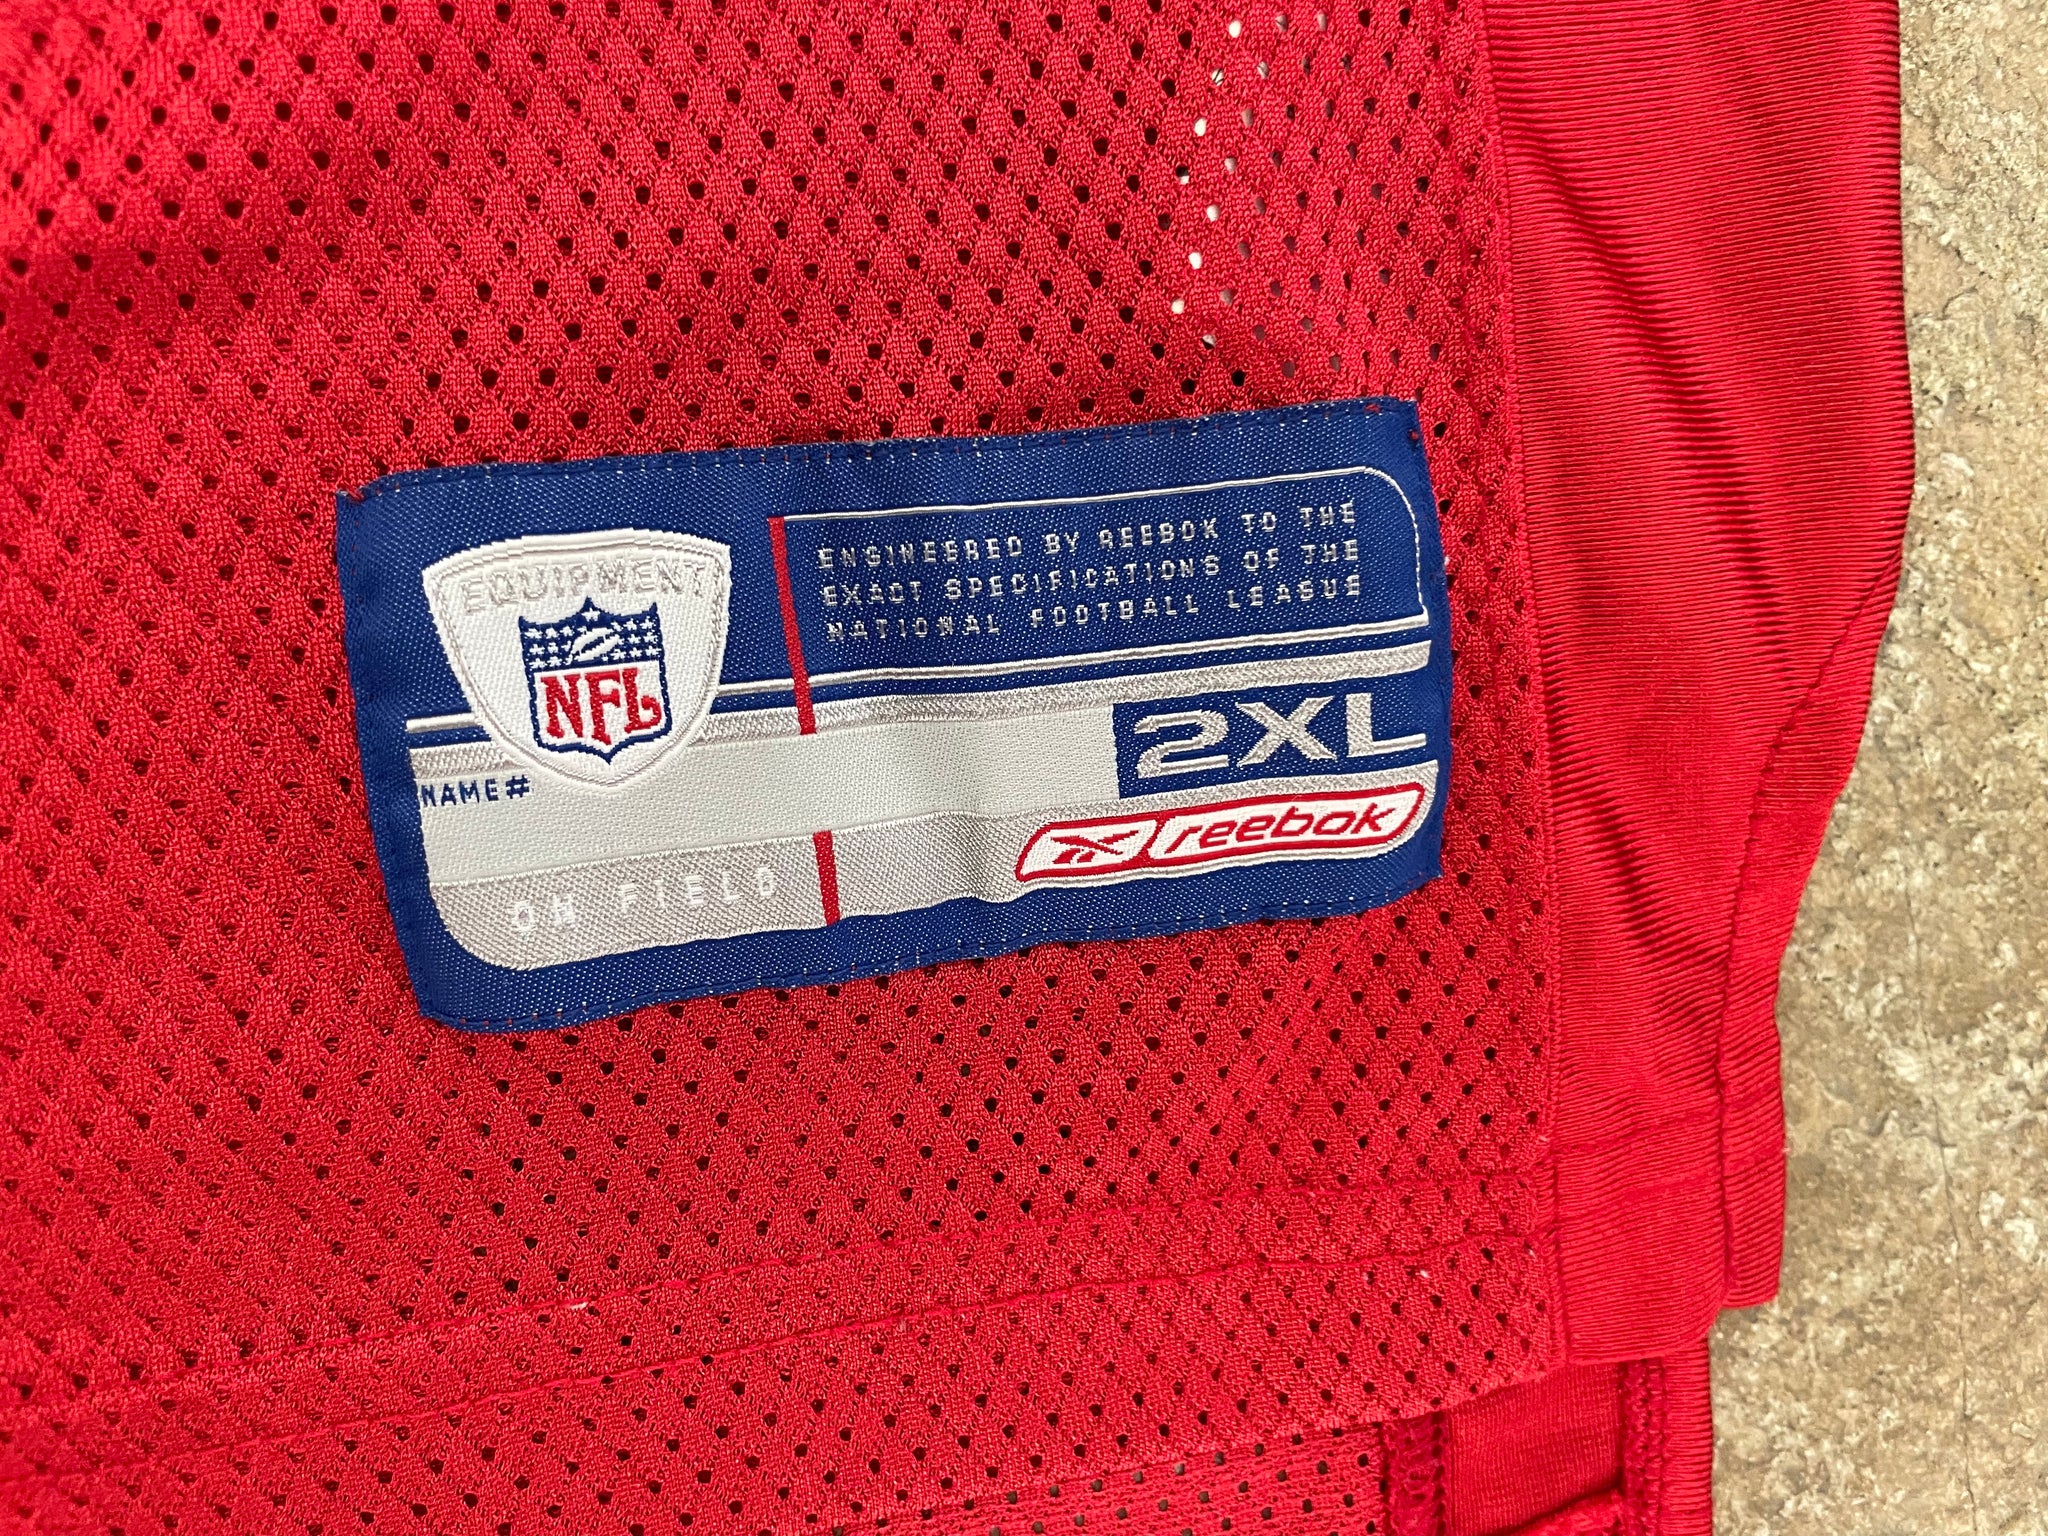 EQUIPMENT
NFL
ENGINEERED BY REEBOK TO THE
EXACT SPECIFICATIONS OF THE
NATIONAL FOOTBALL LEAGUE
2XL
NAME#
Reebok
ON FIELD